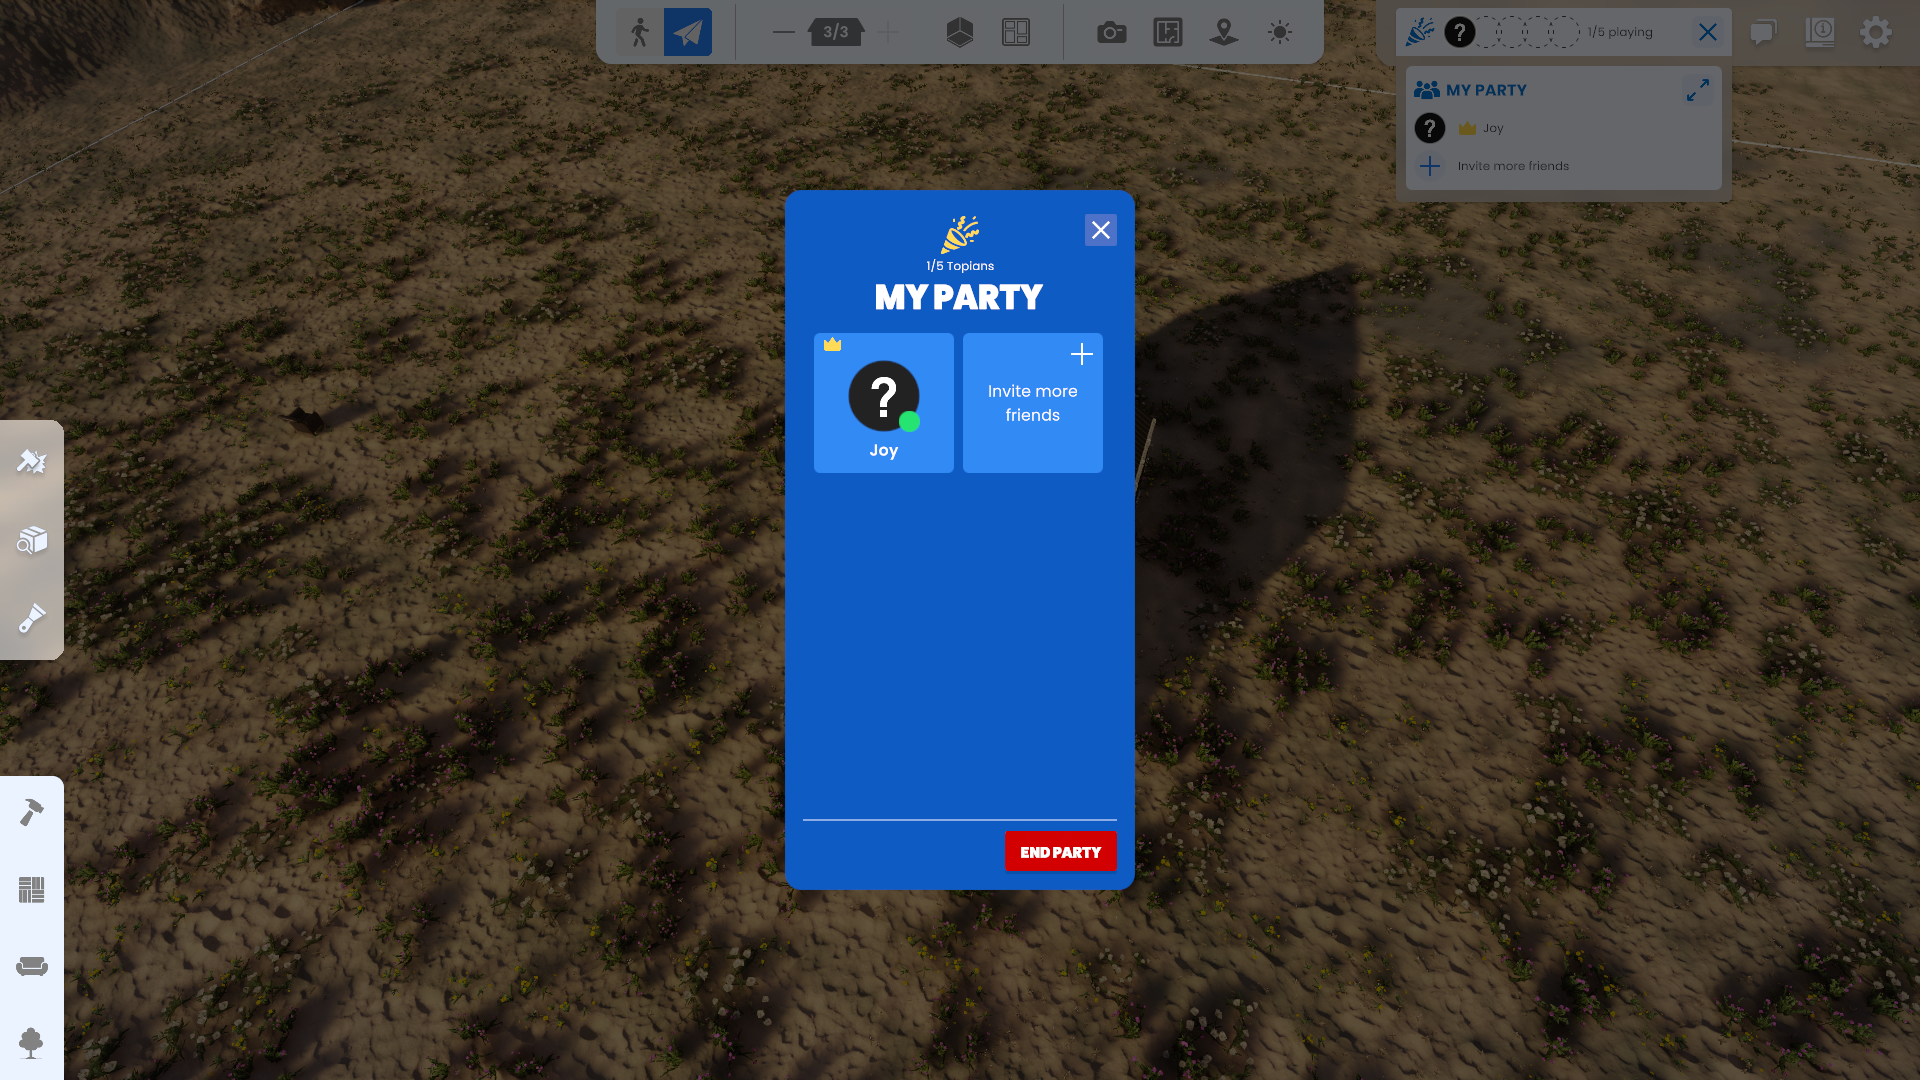 3/3
?
1/5 playing
MY PARTY
?
Joy
Invite more friends
1/5 Topians
MY PARTY
?
Joy
Invite more
friends
END PARTY